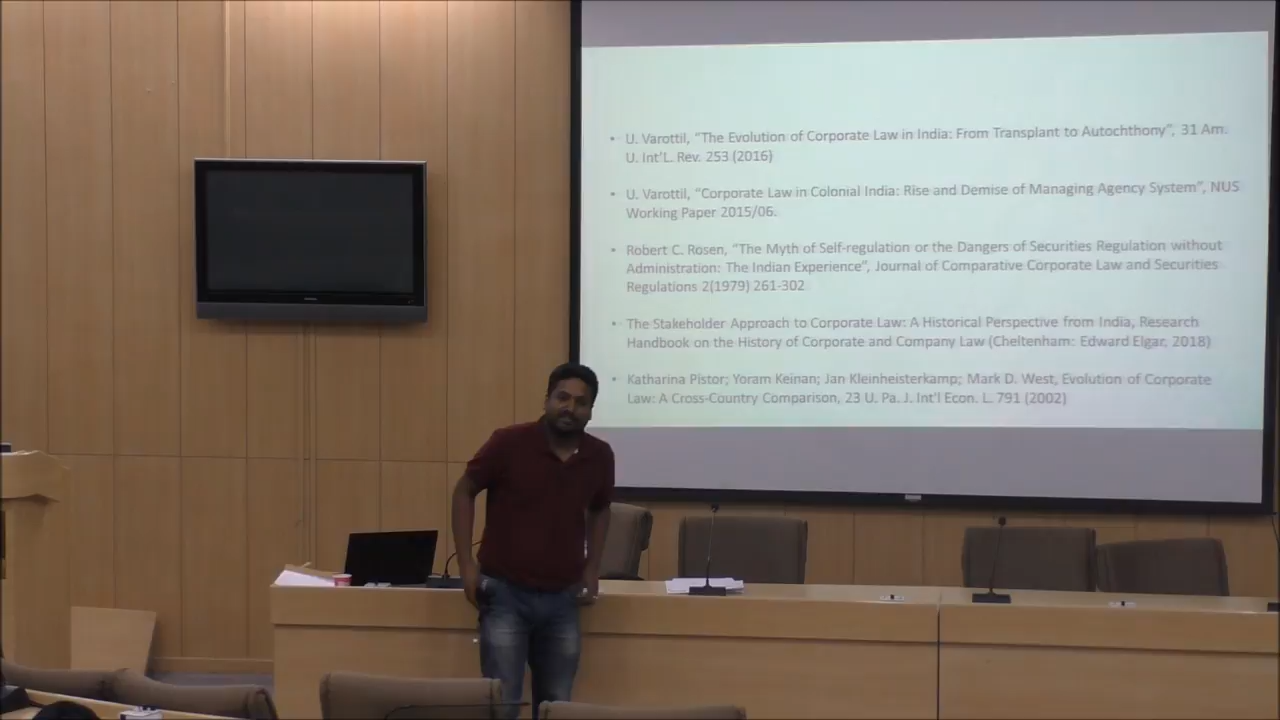 • U. Varottil, “The Evolution of Corporate Law in India: From Transplant to Autochthony”, 31 Am.
U. Int’L. Rev. 253 (2016)
• U. Varottil, “Corporate Law in Colonial India: Rise and Demise of Managing Agency System”, NUS
Working Paper 2015/06.
• Robert C. Rosen, “The Myth of Self-regulation or the Dangers of Securities Regulation without
Administration: The Indian Experience”, Journal of Comparative Corporate Law and Securities
Regulations 2(1979) 261-302
• The Stakeholder Approach to Corporate Law: A Historical Perspective from India, Research
Handbook on the History of Corporate and Company Law (Cheltenham: Edward Elgar, 2018)
• Katharina Pistor; Yoram Keinan; Jan Kleinheisterkamp; Mark D. West, Evolution of Corporate
Law: A Cross-Country Comparison, 23 U. Pa. J. Int’l Econ. L. 791 (2002)